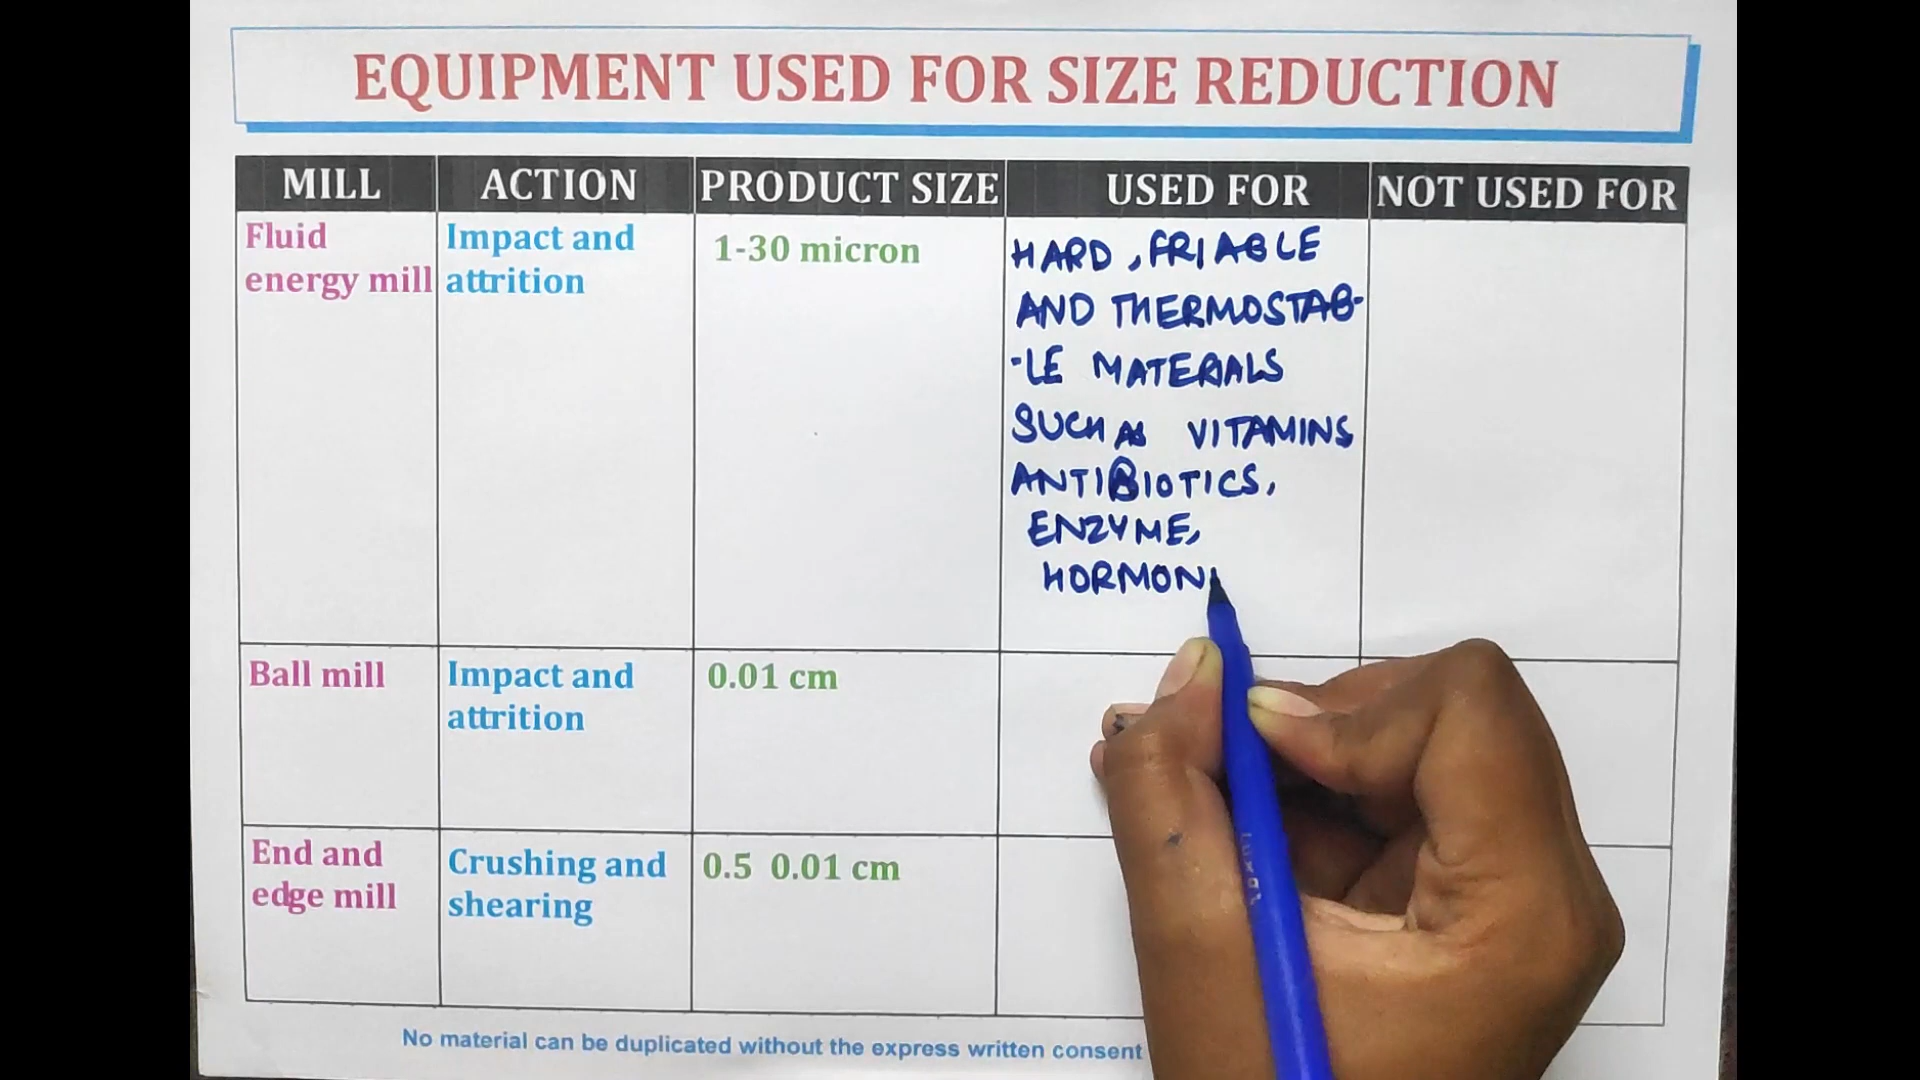 EQUIPMENT USED FOR SIZE REDUCTION
MILL ACTION PRODUCT SIZE USED FOR NOT USED FOR
Fluid
energy mill
Impact and
attrition
1-30 micron
HARD, FRIABLE
AND THERMOSTAB-
-LE MATERIALS
SUCH AS VITAMINS
ANTIBIOTICS,
ENZYME,
HORMON
Ball mill
Impact and
attrition
0.01 cm
End and
edge mill
Crushing and
shearing
0.5 0.01 cm
No material can be duplicated without the express written consent